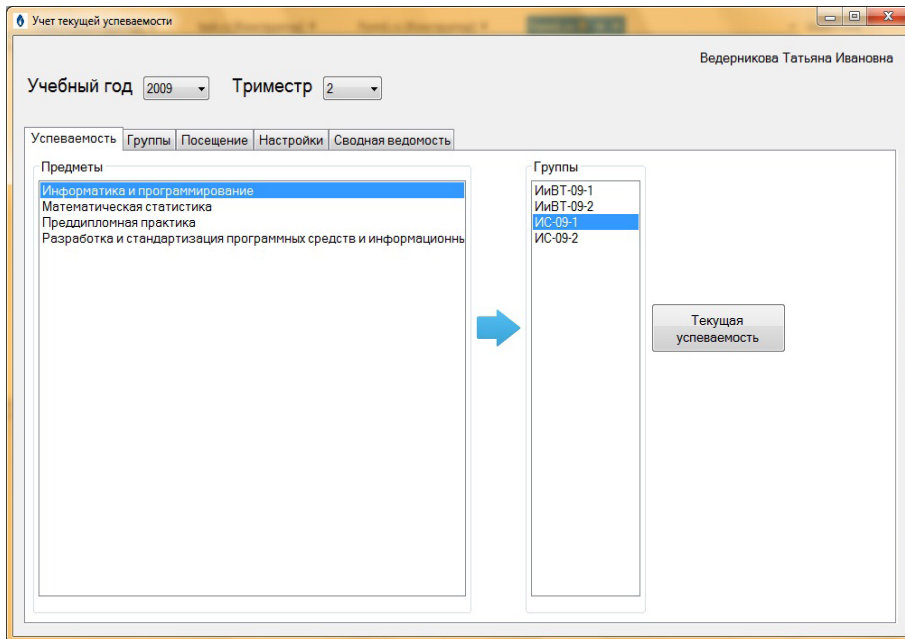 Учет текущей успеваемости
Ведерникова Татьяна Ивановна
Учебный год 2009 Триместр 2
Успеваемость Группы Посещение Настройки Сводная ведомость
Предметы
Информатика и программирование
Математическая статистика
Преддипломная практика
Разработка и стандартизация программных средств и информационны
Группы
ИиВТ-09-1
ИиВТ-09-2
ИС-09-1
ИС-09-2
Текущая
успеваемость